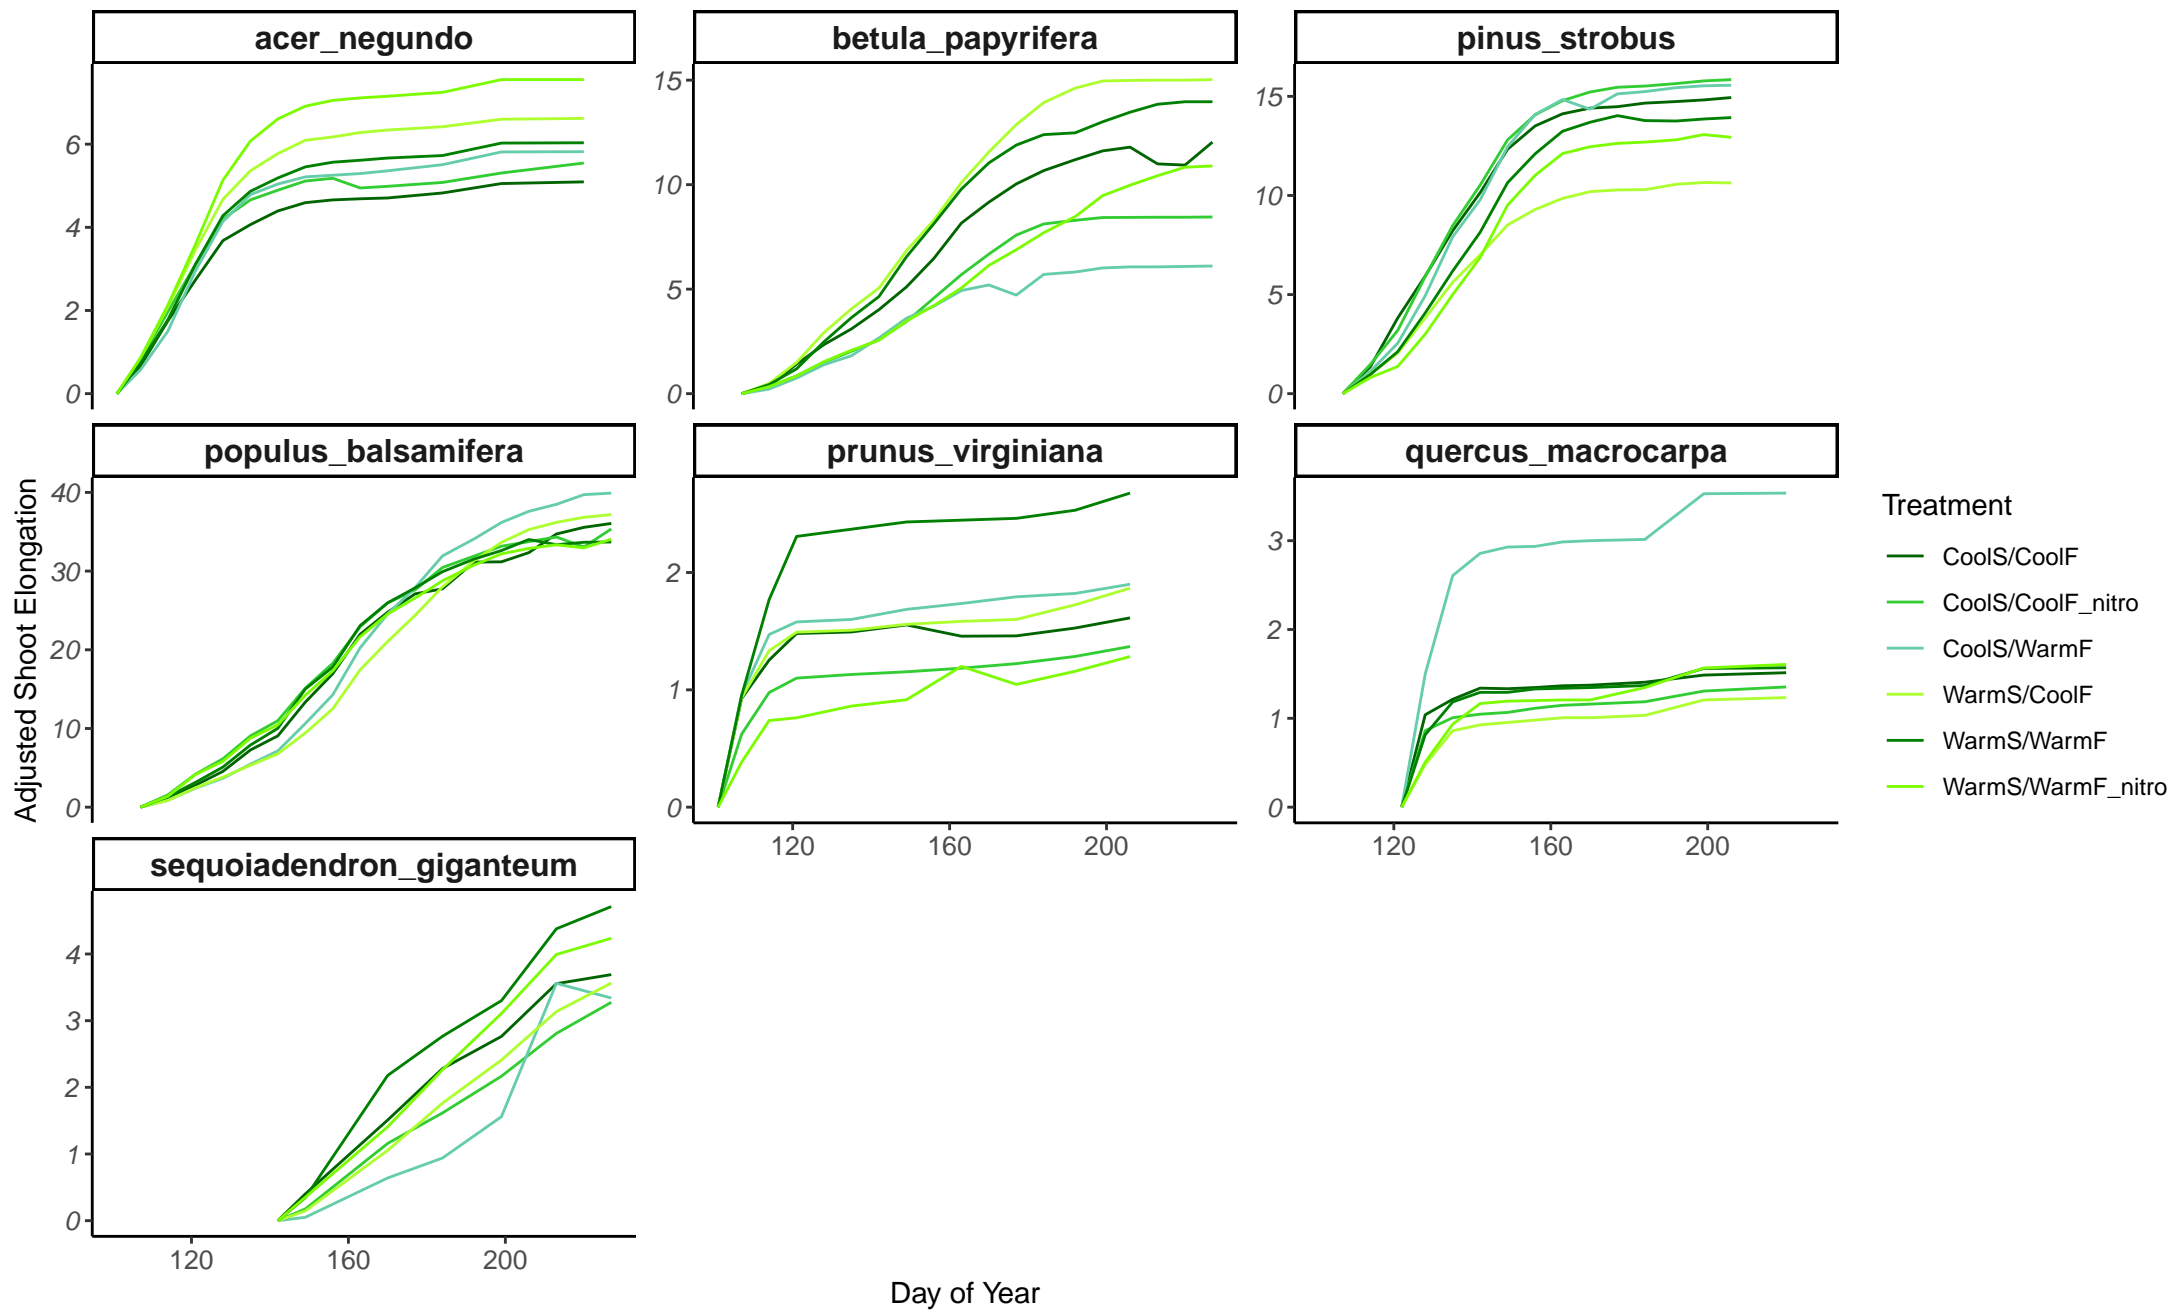 acer_negundo
betula_papyrifera
pinus_strobus
6
4
2
0
15
10
5
0
15
10
5
0
populus_balsamifera
prunus_virginiana
quercus_macrocarpa
40
30
20
10
0
2
1
0
120
160
200
3
2
1
0
120
160
200
sequoiadendron_giganteum
4
3
2
1
0
120
160
200
Adjusted Shoot Elongation
Day of Year
Treatment
CoolS/CoolF
CoolS/CoolF_nitro
CoolS/WarmF
WarmS/CoolF
WarmS/WarmF
WarmS/WarmF_nitro